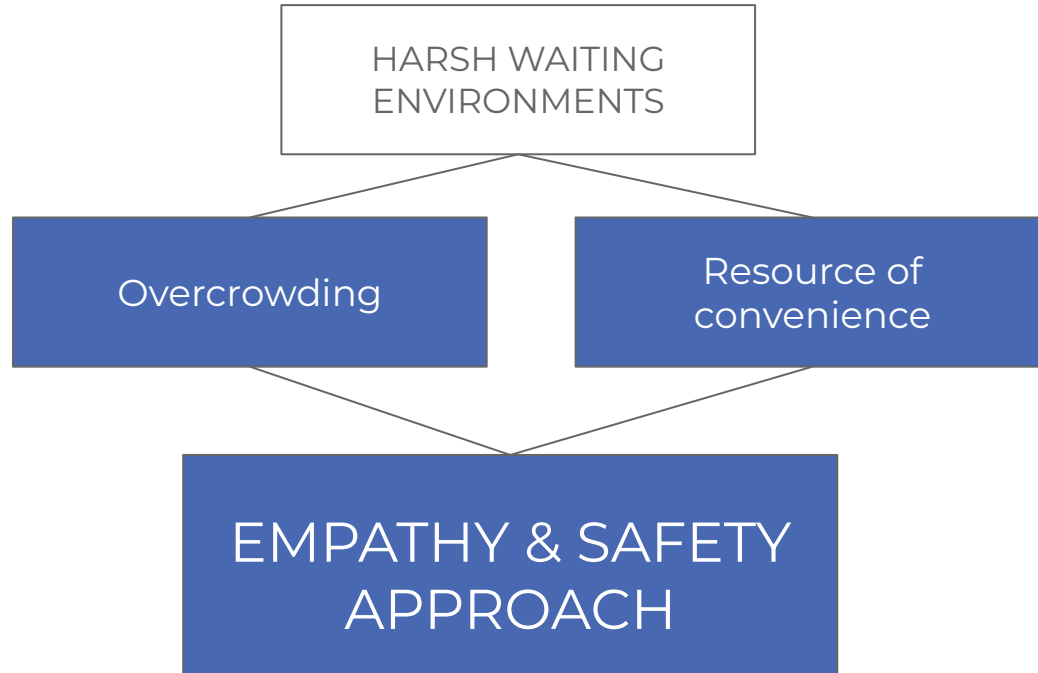 HARSH WAITING
ENVIRONMENTS
Overcrowding
Resource of
convenience
EMPATHY & SAFETY
APPROACH